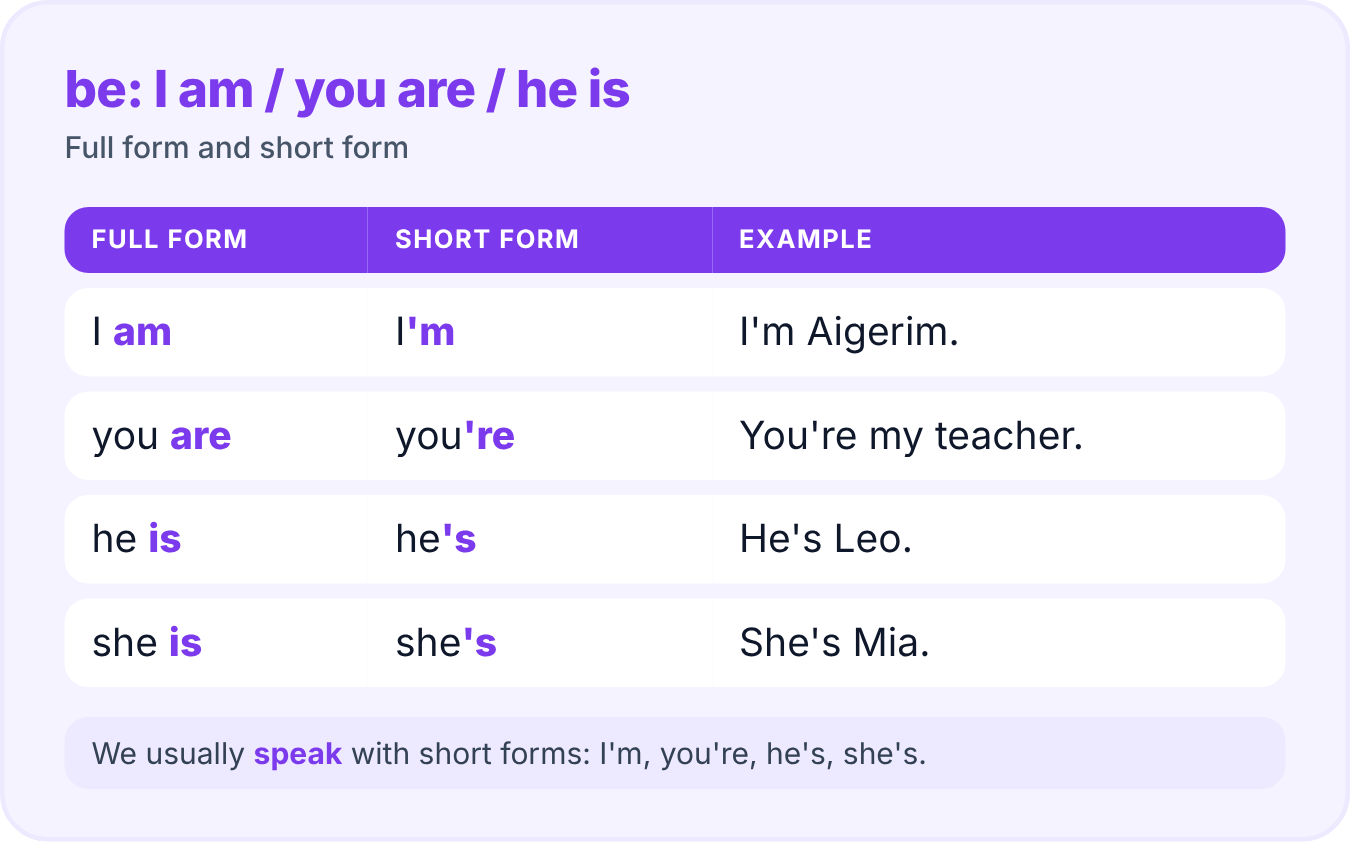 be: I am / you are / he is
Full form and short form
FULL FORM SHORT FORM EXAMPLE
I am I'm I'm Aigerim.
you are you're You're my teacher.
he is he's He's Leo.
she is she's She's Mia.
We usually speak with short forms: I'm, you're, he's, she's.